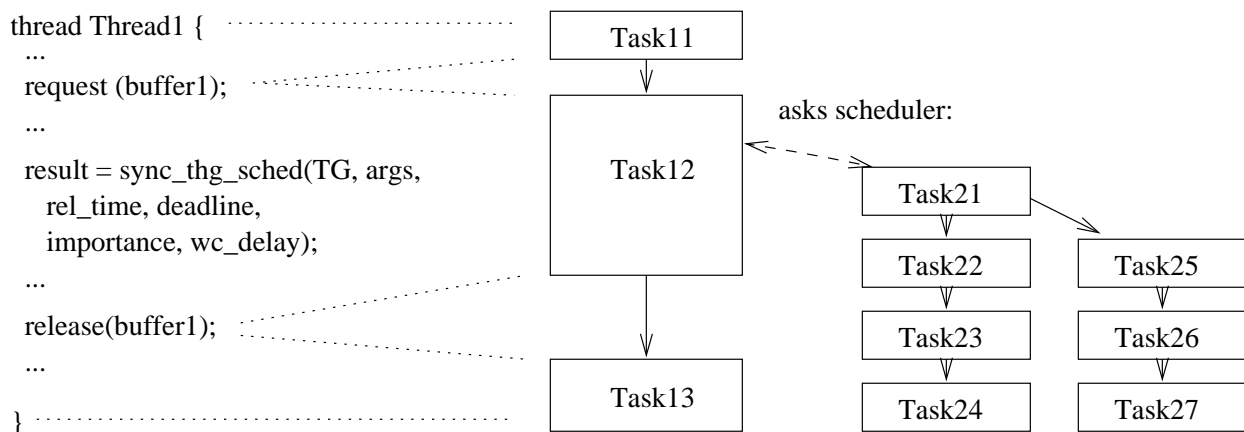 thread Thread1 {
...
request (buffer1);
...
result = sync_thg_sched(TG, args,
rel_time, deadline,
importance, wc_delay);
...
release(buffer1);
...
}
Task11
Task12
Task13
asks scheduler:
Task21
Task22
Task23
Task24
Task25
Task26
Task27